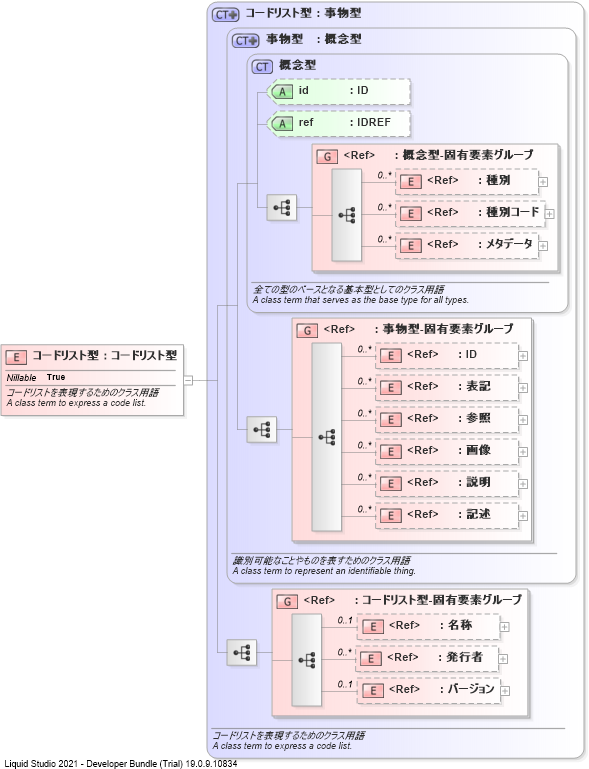 CT コードリスト型 : 事物型
CT 事物型 : 概念型
CT 概念型
A id : ID
A ref : IDREF
G <Ref> : 概念型-固有要素グループ
0..* E <Ref> : 種別
0..* E <Ref> : 種別コード
0..* E <Ref> : メタデータ
全ての型のベースとなる基本型としてのクラス用語
A class term that serves as the base type for all types.
G <Ref> : 事物型-固有要素グループ
0..* E <Ref> : ID
0..* E <Ref> : 表記
0..* E <Ref> : 参照
0..* E <Ref> : 画像
0..* E <Ref> : 説明
0..* E <Ref> : 記述
E コードリスト型 : コードリスト型
Nillable True
コードリストを表現するためのクラス用語
A class term to express a code list.
識別可能なことやものを表すためのクラス用語
A class term to represent an identifiable thing.
G <Ref> : コードリスト型-固有要素グループ
0..1 E <Ref> : 名称
0..* E <Ref> : 発行者
0..1 E <Ref> : バージョン
コードリストを表現するためのクラス用語
A class term to express a code list.
Liquid Studio 2021 - Developer Bundle (Trial) 19.0.9.10834